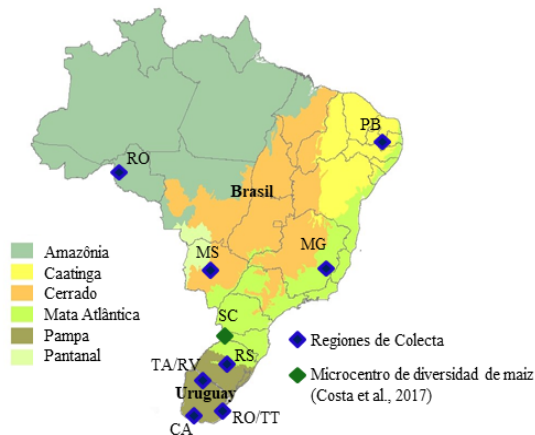 PB
RO
Brasil
MS
MG
Amazônia
Caatinga
Cerrado
Mata Atlântica
Pampa
Pantanal
SC
RS
TA/RV
Uruguay
CA
RO/TT
Regiones de Colecta
Microcentro de diversidad de maiz
(Costa et al., 2017)